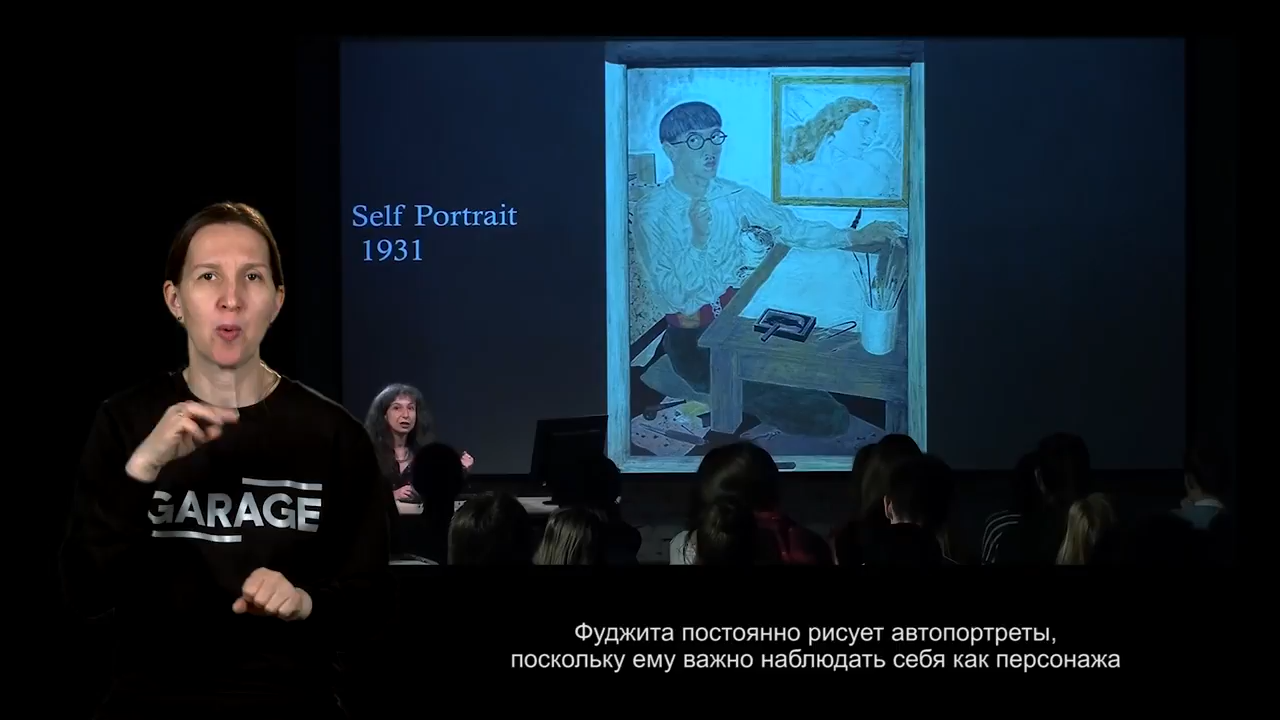 Self Portrait
1931
GARAGE
Фуджита постоянно рисует автопортреты,
поскольку ему важно наблюдать себя как персонажа